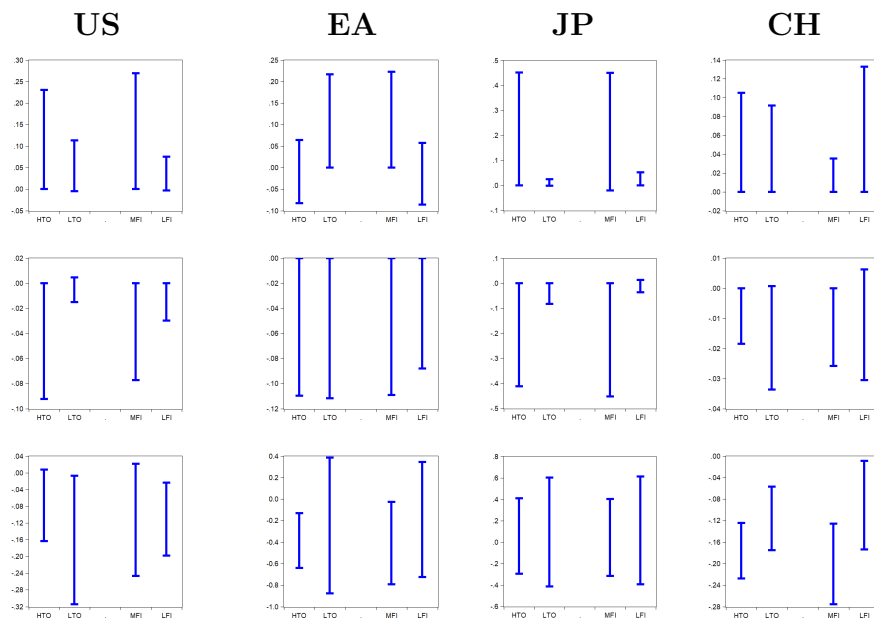 US EA JP CH
.30 .25 .20 .15 .10 .05 .00 -.05
HTO LTO . MFI LFI
.25 .20 .15 .10 .05 .00 -.05 -.10
HTO LTO . MFI LFI
.5 .4 .3 .2 .1 .0 -.1
HTO LTO . MFI LFI
.14 .12 .10 .08 .06 .04 .02 .00 -.02
HTO LTO . MFI LFI
.02 .00 -.02 -.04 -.06 -.08 -.10
HTO LTO . MFI LFI
.00 -.02 -.04 -.06 -.08 -.10 -.12
HTO LTO . MFI LFI
.1 .0 -.1 -.2 -.3 -.4 -.5
HTO LTO . MFI LFI
.01 .00 -.01 -.02 -.03 -.04
HTO LTO . MFI LFI
.04 .00 -.04 -.08 -.12 -.16 -.20 -.24 -.28 -.32
HTO LTO . MFI LFI
0.4 0.2 0.0 -0.2 -0.4 -0.6 -0.8 -1.0
HTO LTO . MFI LFI
.8 .6 .4 .2 .0 -.2 -.4 -.6
HTO LTO . MFI LFI
.00 -.04 -.08 -.12 -.16 -.20 -.24 -.28
HTO LTO . MFI LFI